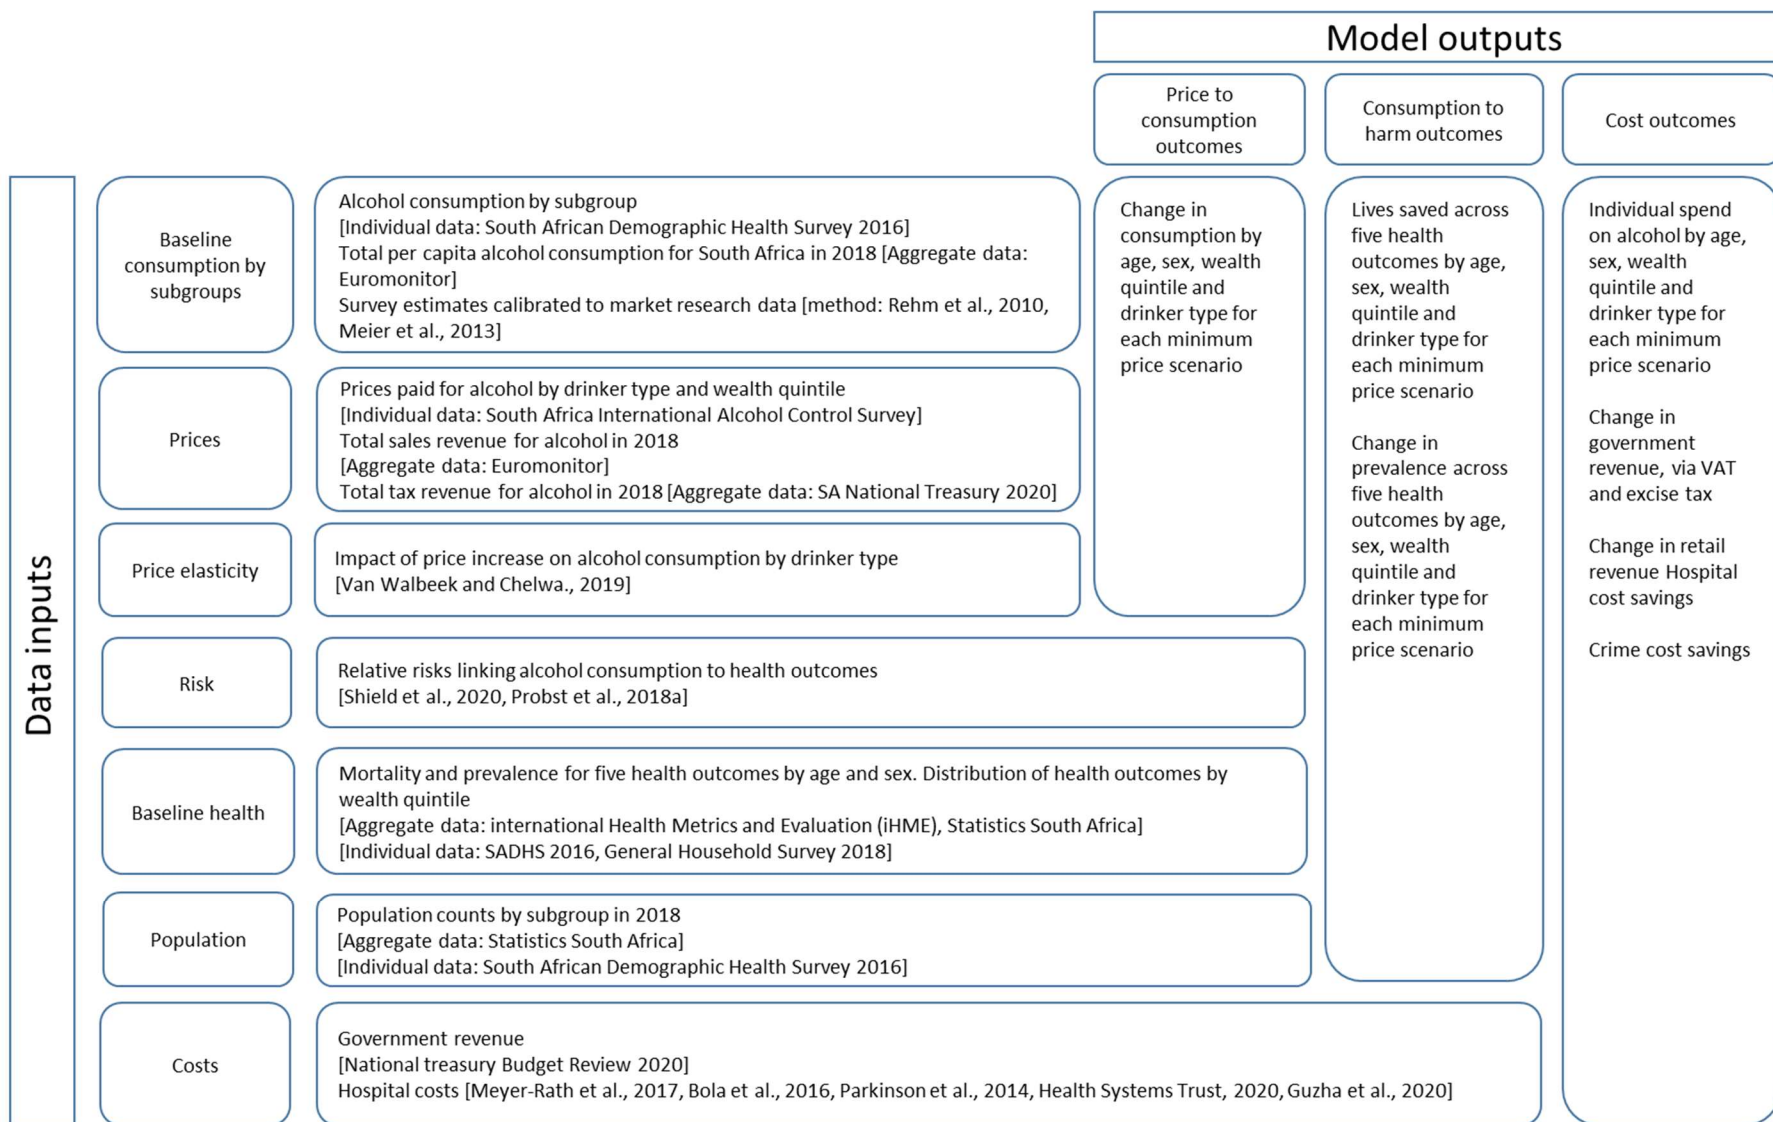 Model outputs
Price to
consumption
outcomes
Consumption to
harm outcomes
Cost outcomes
Data inputs
Baseline
consumption by
subgroups
Alcohol consumption by subgroup
[Individual data: South African Demographic Health Survey 2016]
Total per capita alcohol consumption for South Africa in 2018 [Aggregate data:
Euromonitor]
Survey estimates calibrated to market research data [method: Rehm et al., 2010,
Meier et al., 2013]
Prices
Prices paid for alcohol by drinker type and wealth quintile
[Individual data: South Africa International Alcohol Control Survey]
Total sales revenue for alcohol in 2018
[Aggregate data: Euromonitor]
Total tax revenue for alcohol in 2018 [Aggregate data: SA National Treasury 2020]
Price elasticity
Impact of price increase on alcohol consumption by drinker type
[Van Walbeek and Chelwa., 2019]
Risk
Relative risks linking alcohol consumption to health outcomes
[Shield et al., 2020, Probst et al., 2018a]
Baseline health
Mortality and prevalence for five health outcomes by age and sex. Distribution of health outcomes by
wealth quintile
[Aggregate data: international Health Metrics and Evaluation (iHME), Statistics South Africa]
[Individual data: SADHS 2016, General Household Survey 2018]
Population
Population counts by subgroup in 2018
[Aggregate data: Statistics South Africa]
[Individual data: South African Demographic Health Survey 2016]
Costs
Government revenue
[National treasury Budget Review 2020]
Hospital costs [Meyer-Rath et al., 2017, Bola et al., 2016, Parkinson et al., 2014, Health Systems Trust, 2020, Guzha et al., 2020]
Change in
consumption by
age, sex, wealth
quintile and
drinker type for
each minimum
price scenario
Lives saved across
five health
outcomes by age,
sex, wealth
quintile and
drinker type for
each minimum
price scenario
Change in
prevalence across
five health
outcomes by age,
sex, wealth
quintile and
drinker type for
each minimum
price scenario
Individual spend
on alcohol by age,
sex, wealth
quintile and
drinker type for
each minimum
price scenario
Change in
government
revenue, via VAT
and excise tax
Change in retail
revenue Hospital
cost savings
Crime cost savings